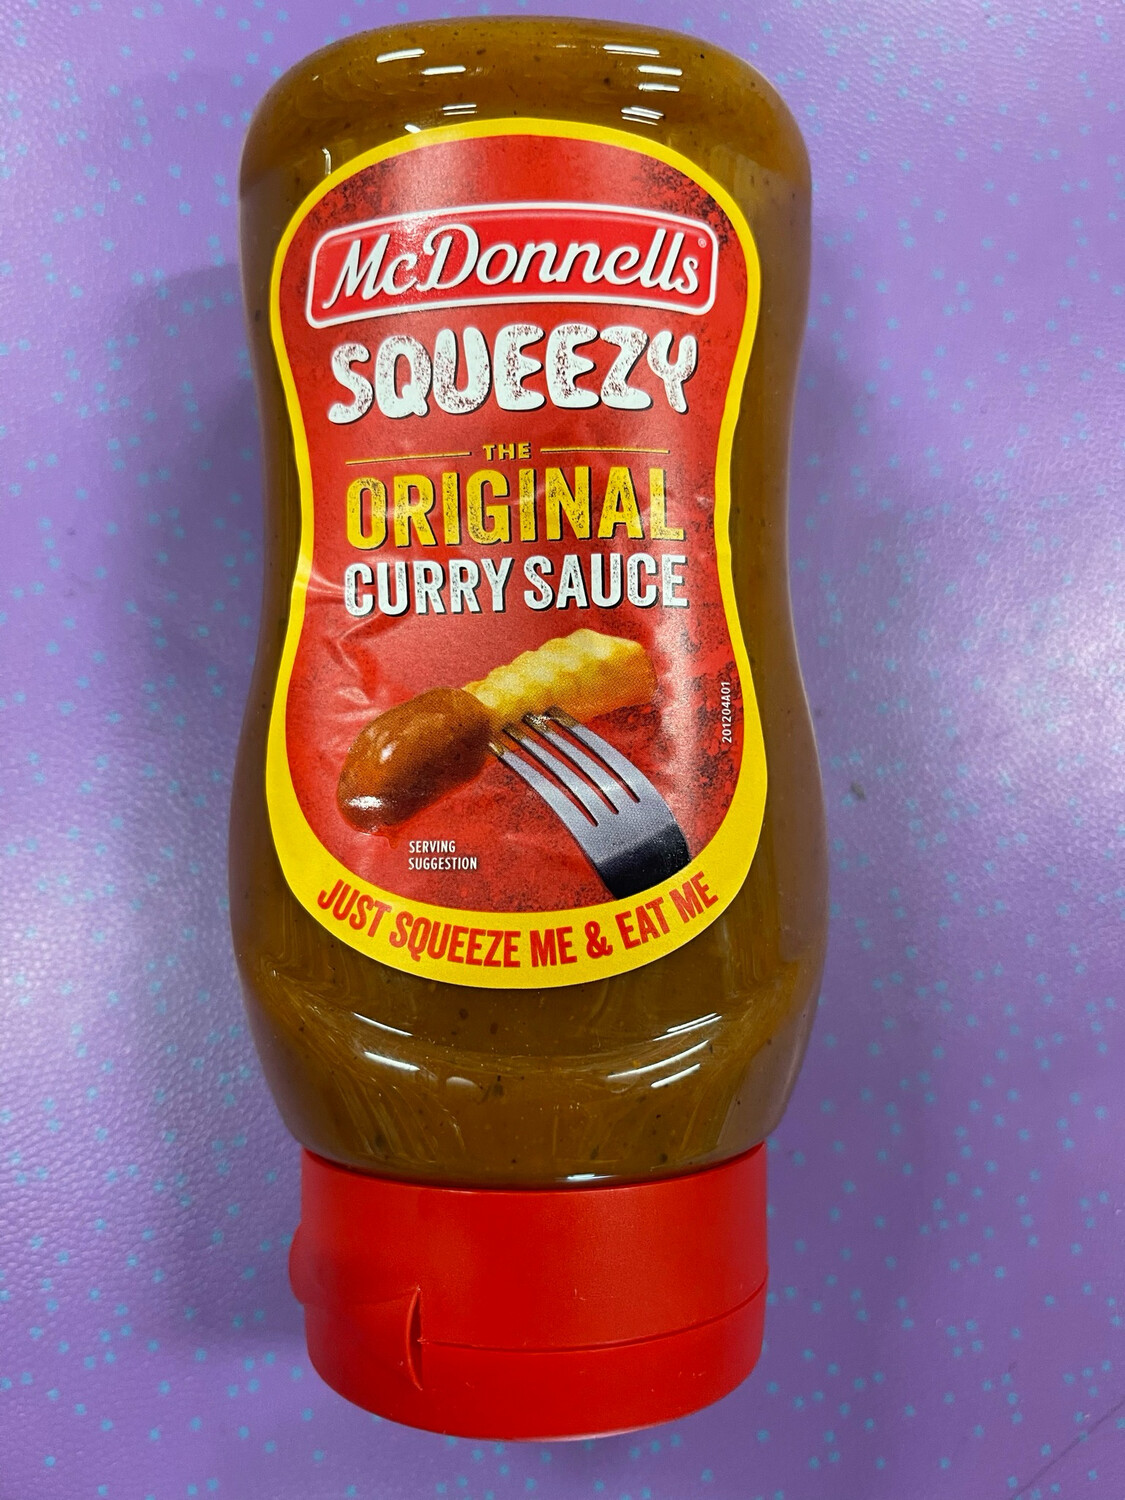 McDonnells®
SQUEEZY
THE
ORIGINAL
CURRY SAUCE
201204A01
SERVING
SUGGESTION
JUST SQUEEZE ME & EAT ME